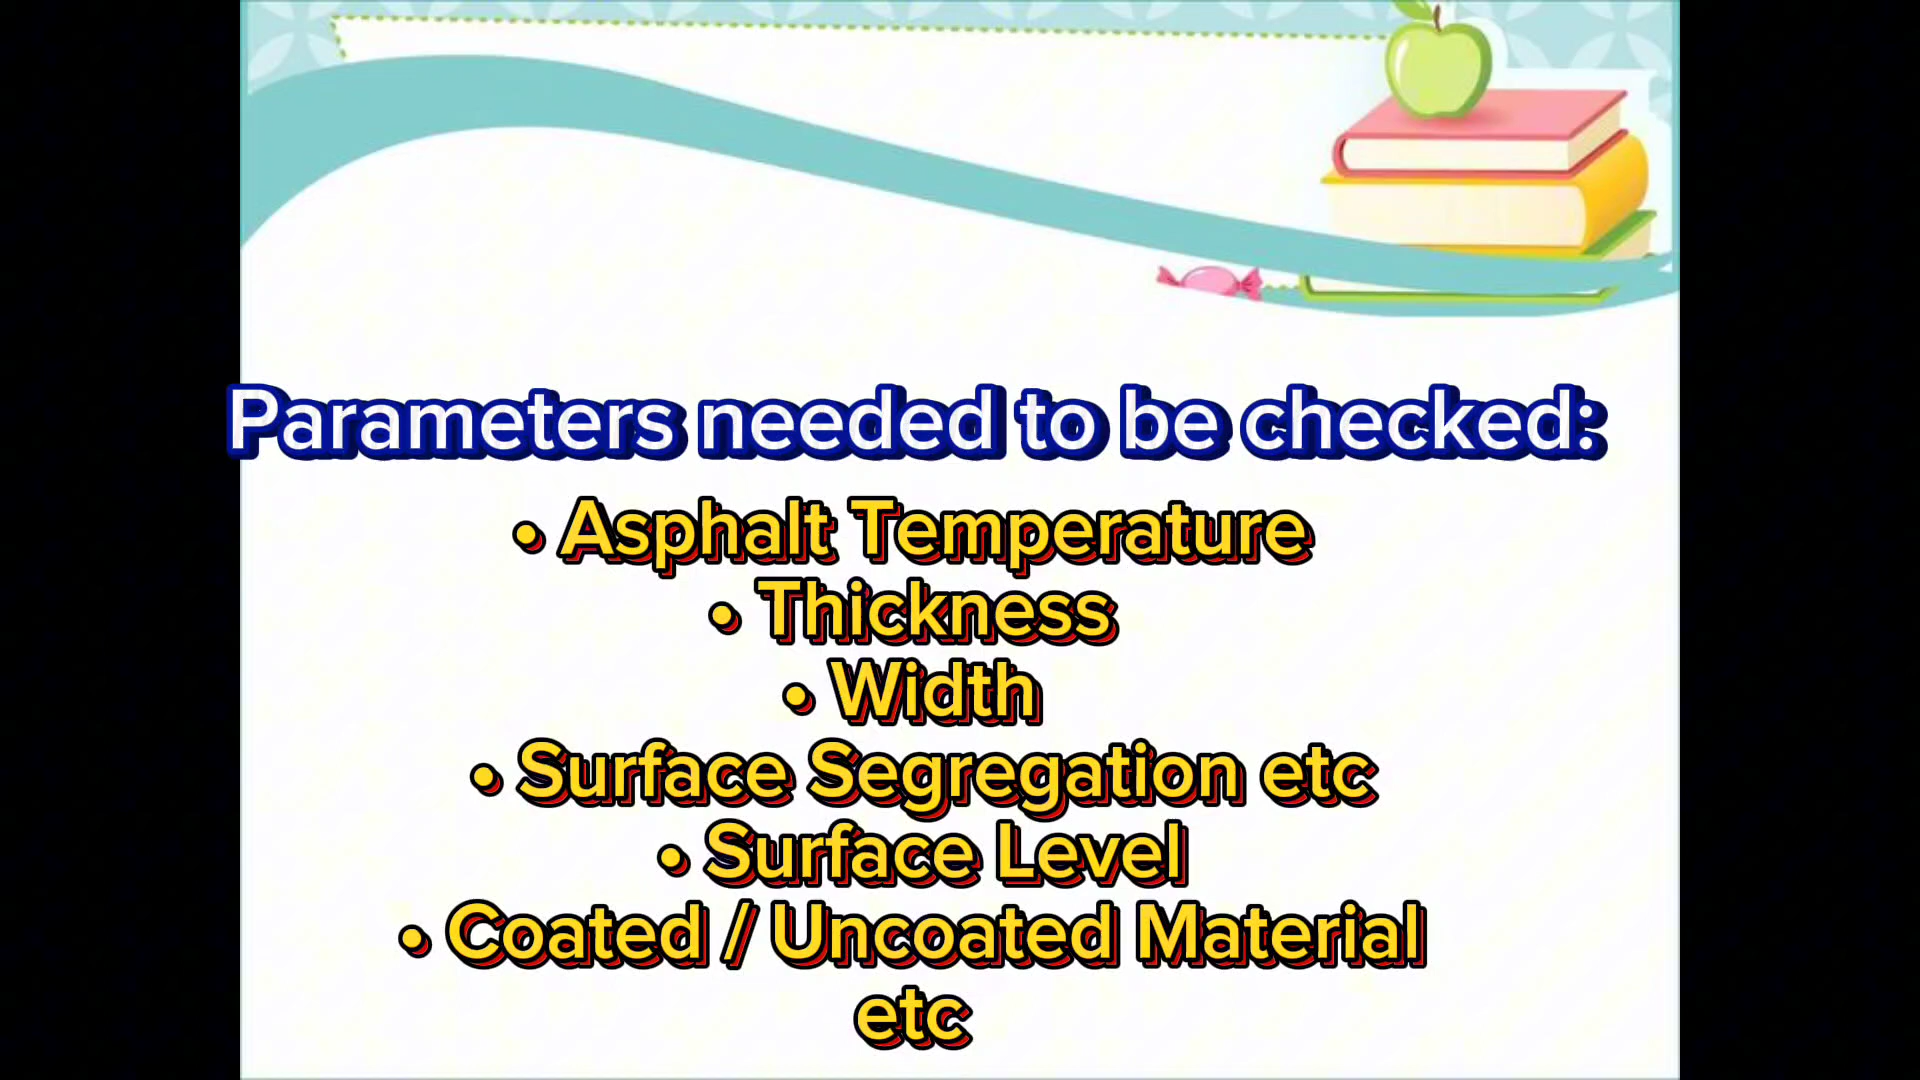 Parameters needed to be checked:
• Asphalt Temperature
• Thickness
• Width
• Surface Segregation etc
• Surface Level
• Coated / Uncoated Material
etc